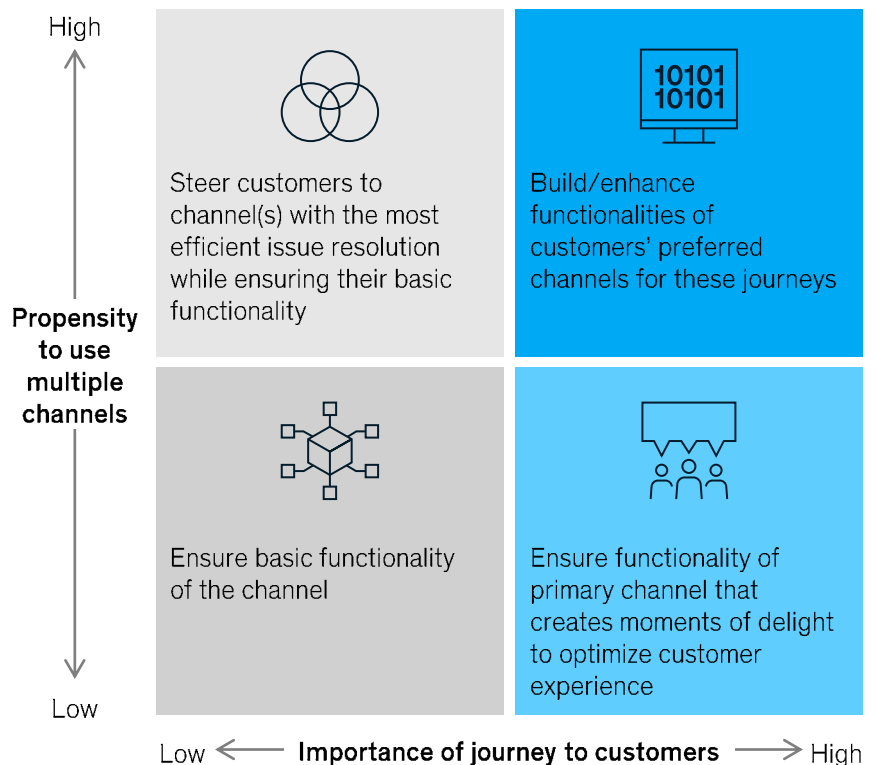 High
Propensity
to use
multiple
channels
Low
10101
10101
Steer customers to
channel(s) with the most
efficient issue resolution
while ensuring their basic
functionality
Build/enhance
functionalities of
customers’ preferred
channels for these journeys
Ensure basic functionality
of the channel
Ensure functionality of
primary channel that
creates moments of delight
to optimize customer
experience
Low
Importance of journey to customers
High